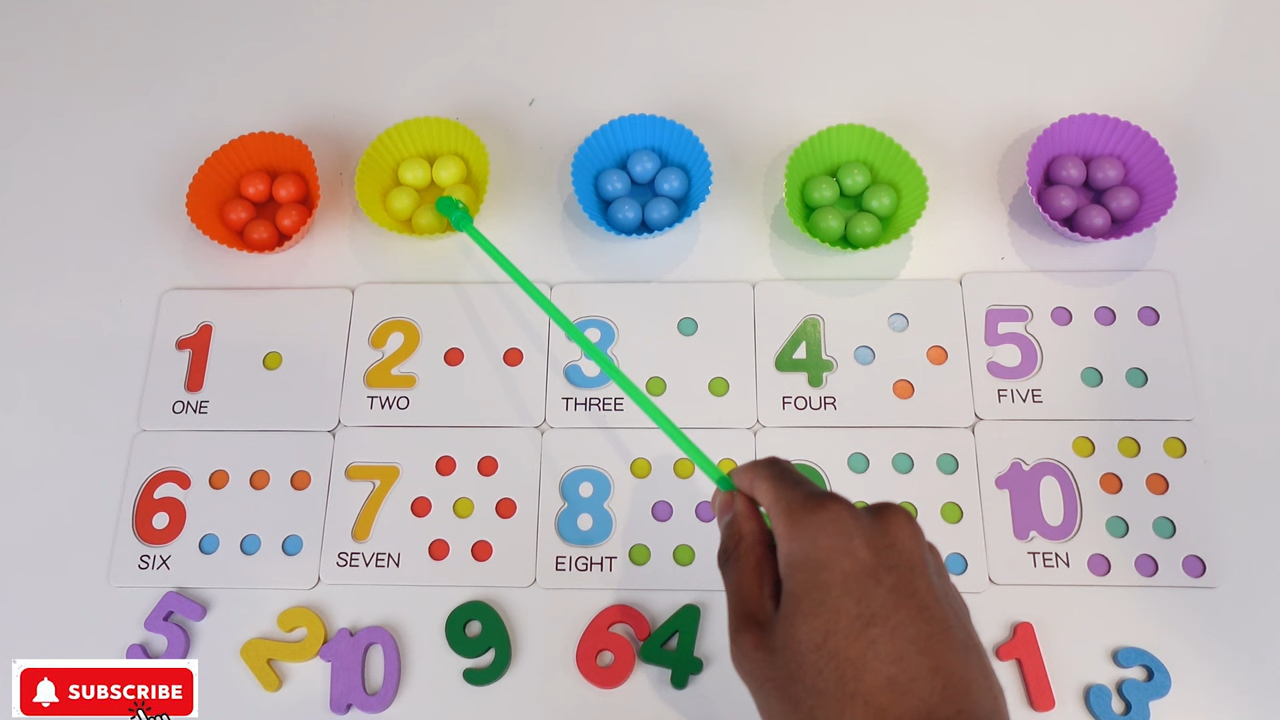 1 2 3 4 5
ONE TWO THREE FOUR FIVE
6 7 8 10
SIX SEVEN EIGHT TEN
5 2 10 9 6 4 1 3
SUBSCRIBE